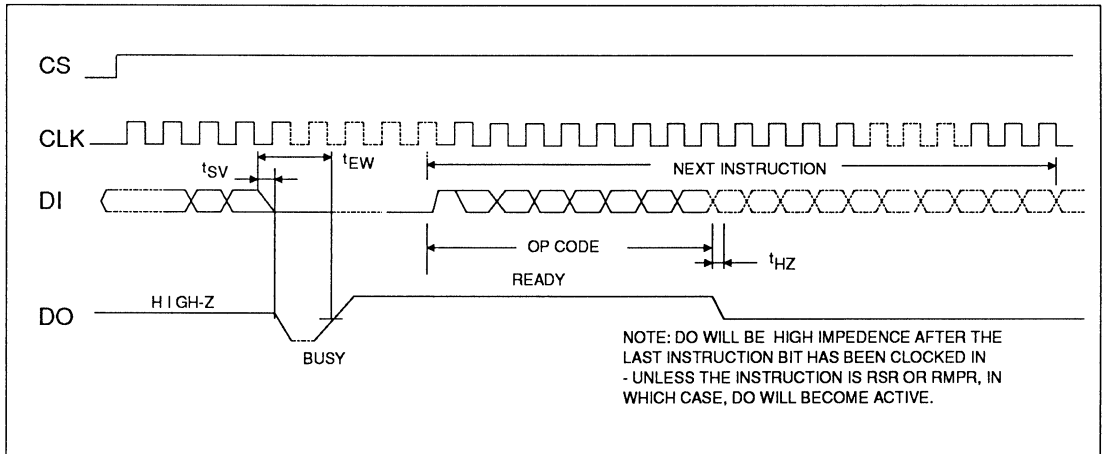 CS
CLK
tSV
tEW
NEXT INSTRUCTION
DI
OP CODE
tHZ
READY
HIGH-Z
DO
BUSY
NOTE: DO WILL BE HIGH IMPEDENCE AFTER THE
LAST INSTRUCTION BIT HAS BEEN CLOCKED IN
- UNLESS THE INSTRUCTION IS RSR OR RMPR, IN
WHICH CASE, DO WILL BECOME ACTIVE.